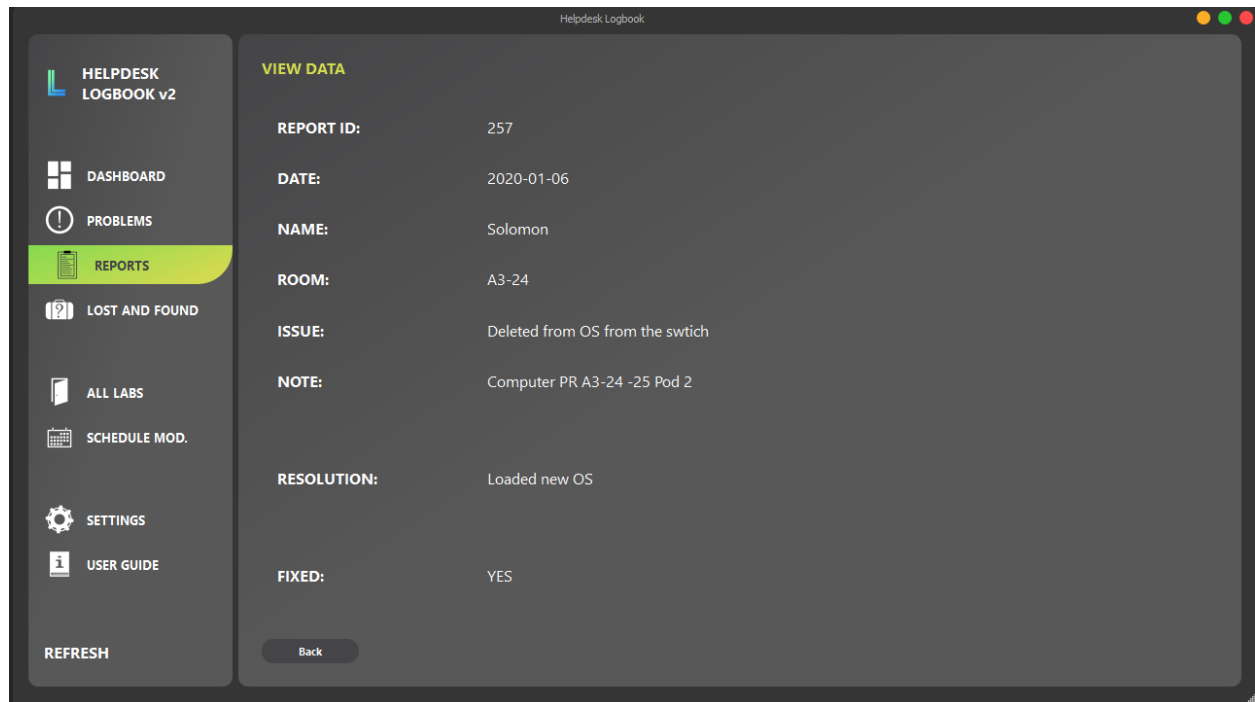 Helpdesk Logbook
HELPDESK
LOGBOOK v2
DASHBOARD
PROBLEMS
REPORTS
LOST AND FOUND
ALL LABS
SCHEDULE MOD.
SETTINGS
USER GUIDE
REFRESH
VIEW DATA
REPORT ID: 257
DATE: 2020-01-06
NAME: Solomon
ROOM: A3-24
ISSUE: Deleted from OS from the swtich
NOTE: Computer PR A3-24 -25 Pod 2
RESOLUTION: Loaded new OS
FIXED: YES
Back